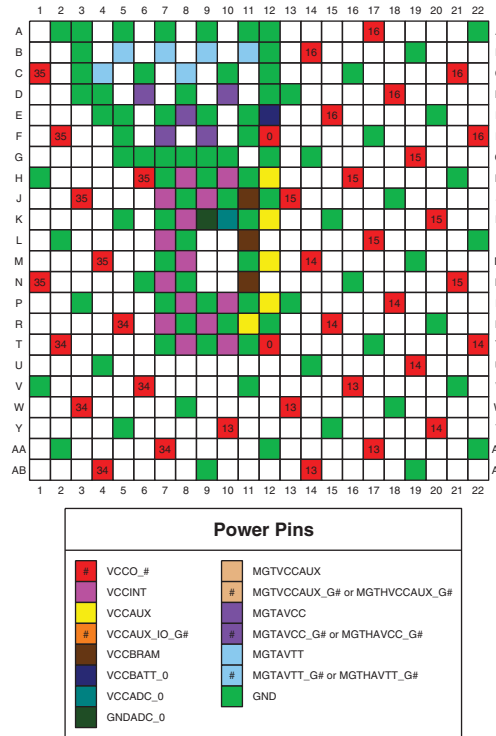 1 2 3 4 5 6 7 8 9 10 11 12 13 14 15 16 17 18 19 20 21 22
A 16
B 14 16
C 35 16
D 16
E 16
F 35 0 16
G 15
H 35 15
J 35 15
K 15
L 15
M 35 14
N 35 15
P 14
R 34 14
T 34 0 14
U 14
V 34 13
W 34 13
Y 13 14
AA 34 13
AB 34 13
1 2 3 4 5 6 7 8 9 10 11 12 13 14 15 16 17 18 19 20 21 22
Power Pins
# VCCO_#
VCCINT
VCCAUX
# VCCAUX_IO_G#
VCCBRAM
VCCBATT_0
VCCADC_0
GNDADC_0
MGTVCCAUX
# MGTVCCAUX_G# or MGTHVCCAUX_G#
MGTAVCC
# MGTAVCC_G# or MGTHAVCC_G#
MGTAVTT
# MGTAVTT_G# or MGTHAVTT_G#
GND